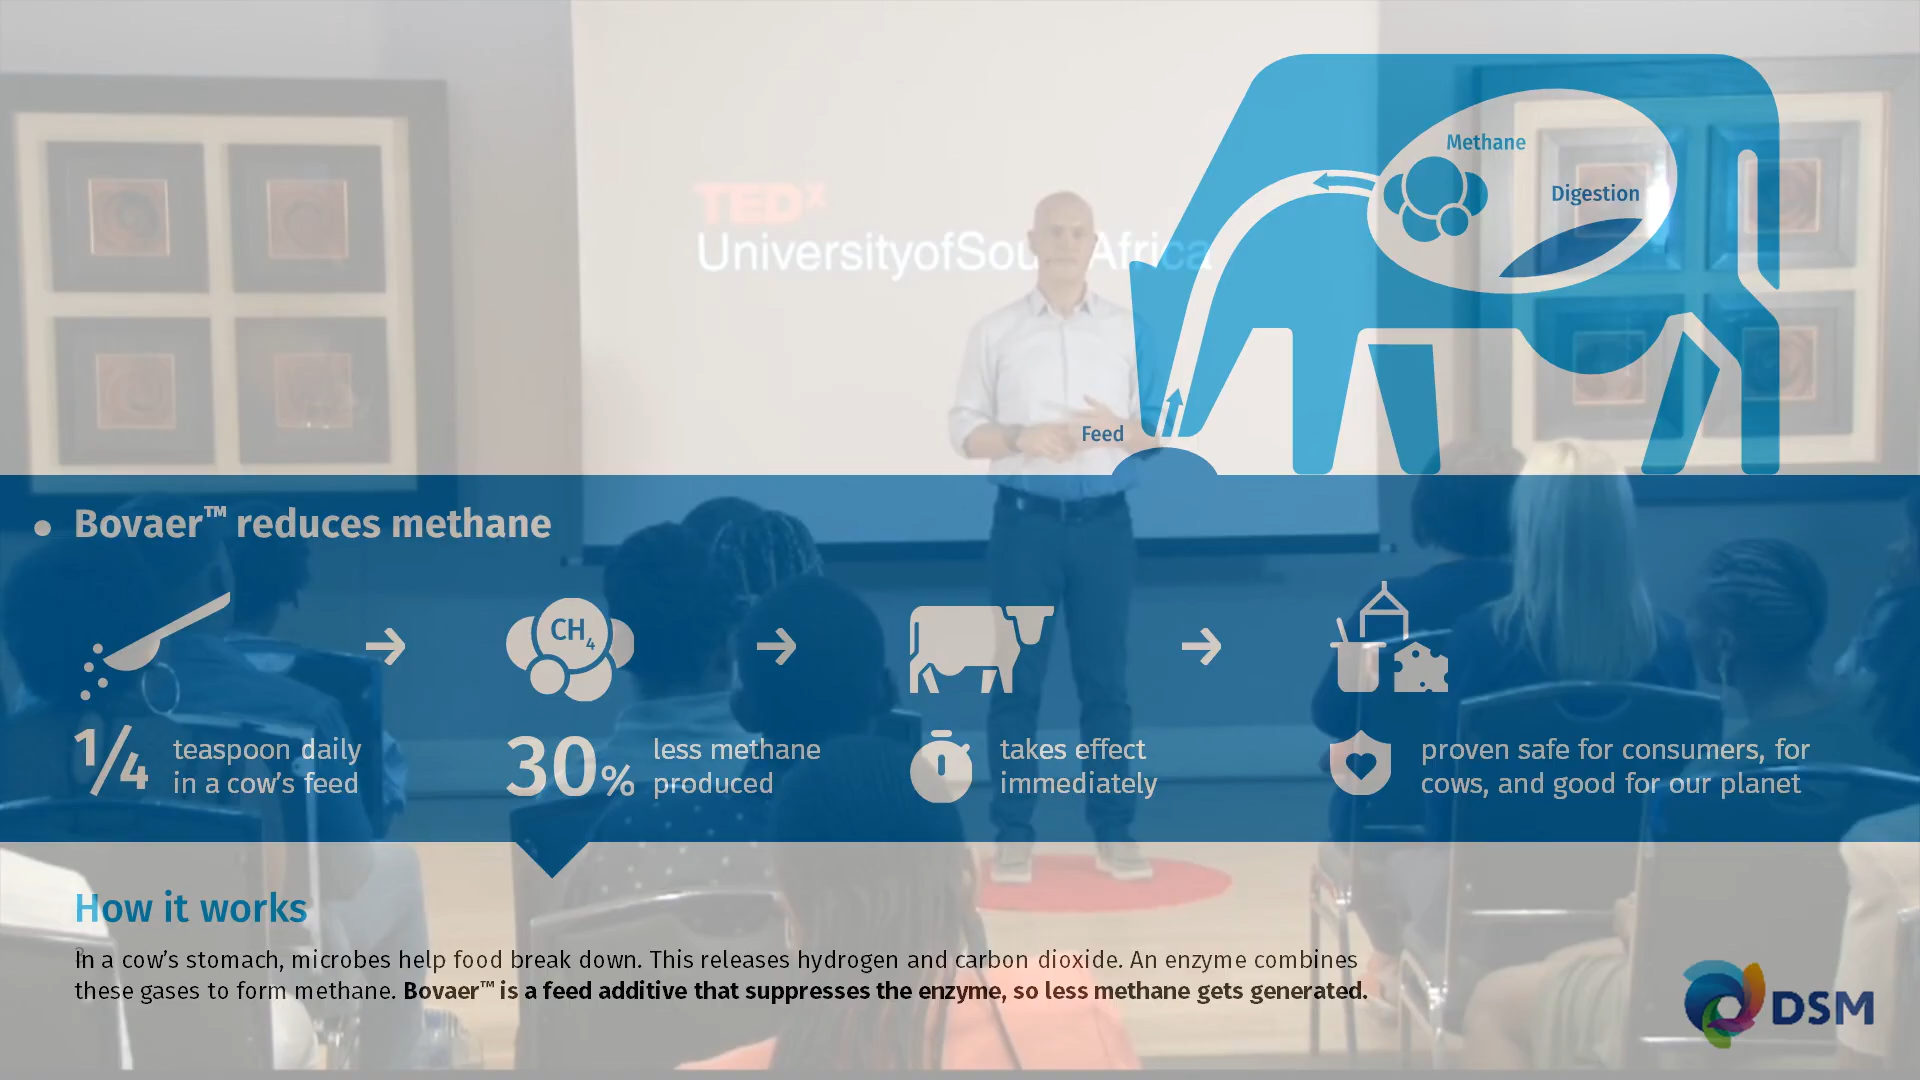 TEDx
UniversityofSou Africa
Methane
Digestion
Feed
• Bovaer™ reduces methane
CH4
1/4 teaspoon daily
in a cow's feed
30% less methane
produced
takes effect
immediately
proven safe for consumers, for
cows, and good for our planet
How it works
In a cow's stomach, microbes help food break down. This releases hydrogen and carbon dioxide. An enzyme combines
these gases to form methane. Bovaer™ is a feed additive that suppresses the enzyme, so less methane gets generated.
DSM